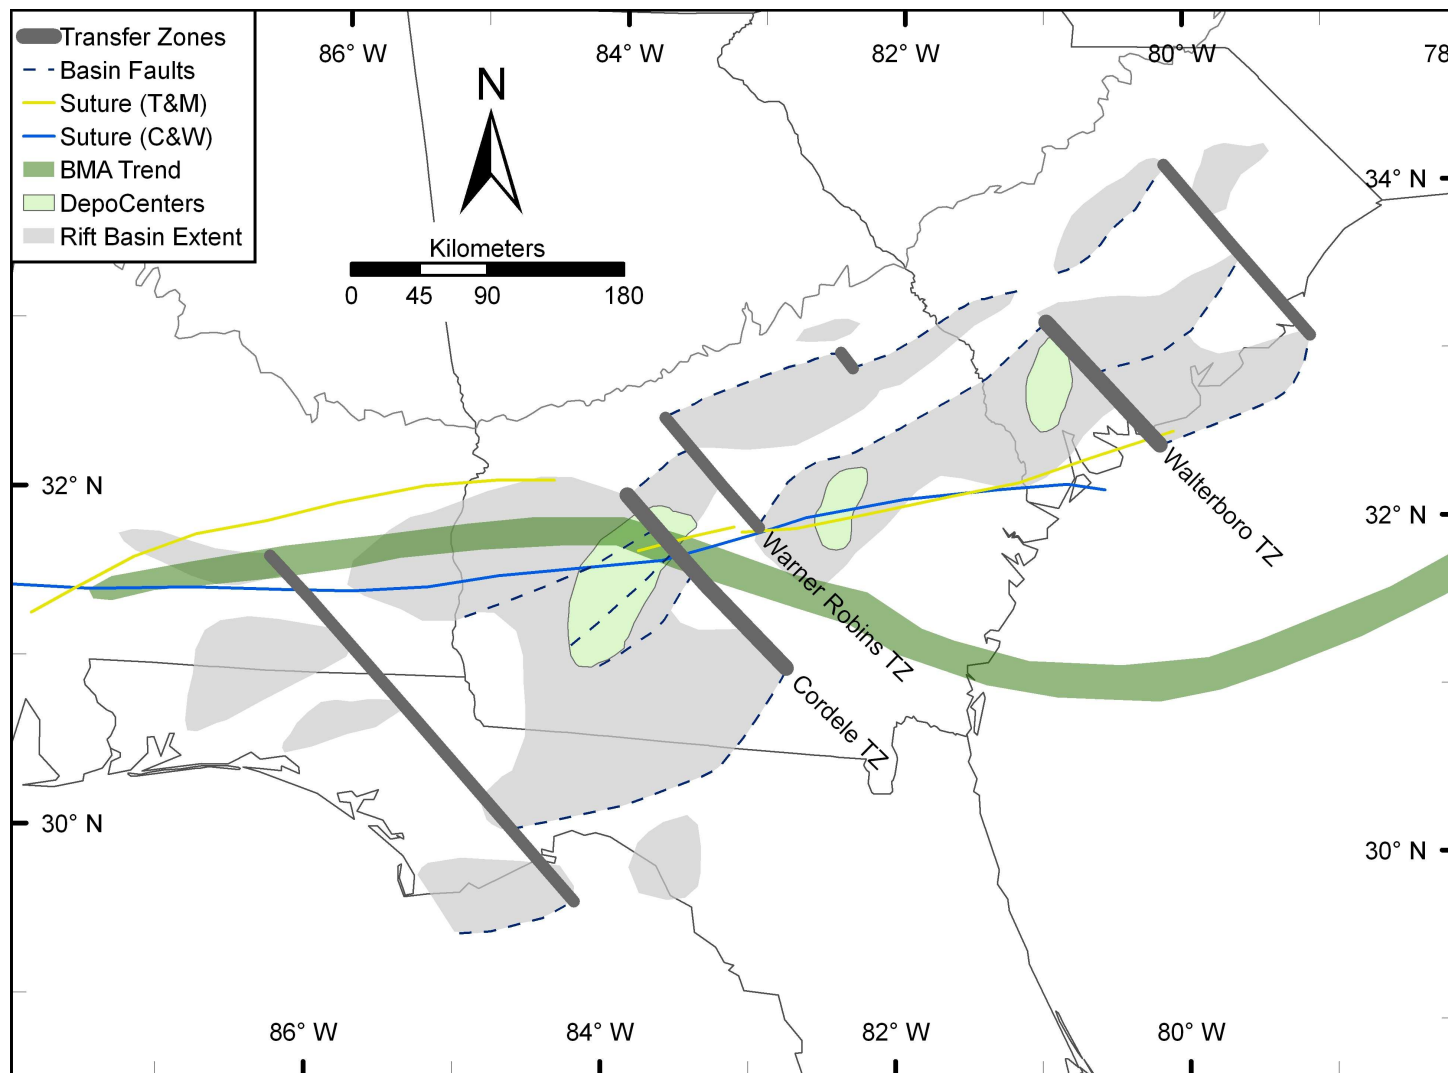 Transfer Zones
Basin Faults
Suture (T&M)
Suture (C&W)
BMA Trend
DepoCenters
Rift Basin Extent
86° W
84° W
82° W
80° W
78
N
Kilometers
0 45 90 180
34° N
32° N
32° N
30° N
30° N
Walterboro TZ
Warner Robins TZ
Cordele TZ
86° W
84° W
82° W
80° W